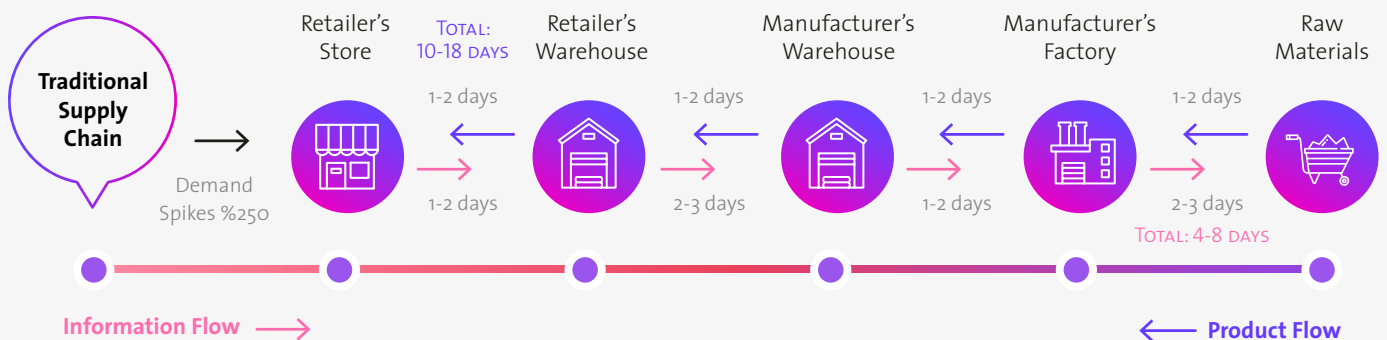 Traditional
Supply
Chain
Demand
Spikes %250
Retailer's
Store
TOTAL:
10-18 DAYS
1-2 days
1-2 days
Retailer's
Warehouse
1-2 days
2-3 days
Manufacturer's
Warehouse
1-2 days
1-2 days
Manufacturer's
Factory
1-2 days
2-3 days
TOTAL: 4-8 DAYS
Raw
Materials
Information Flow
Product Flow